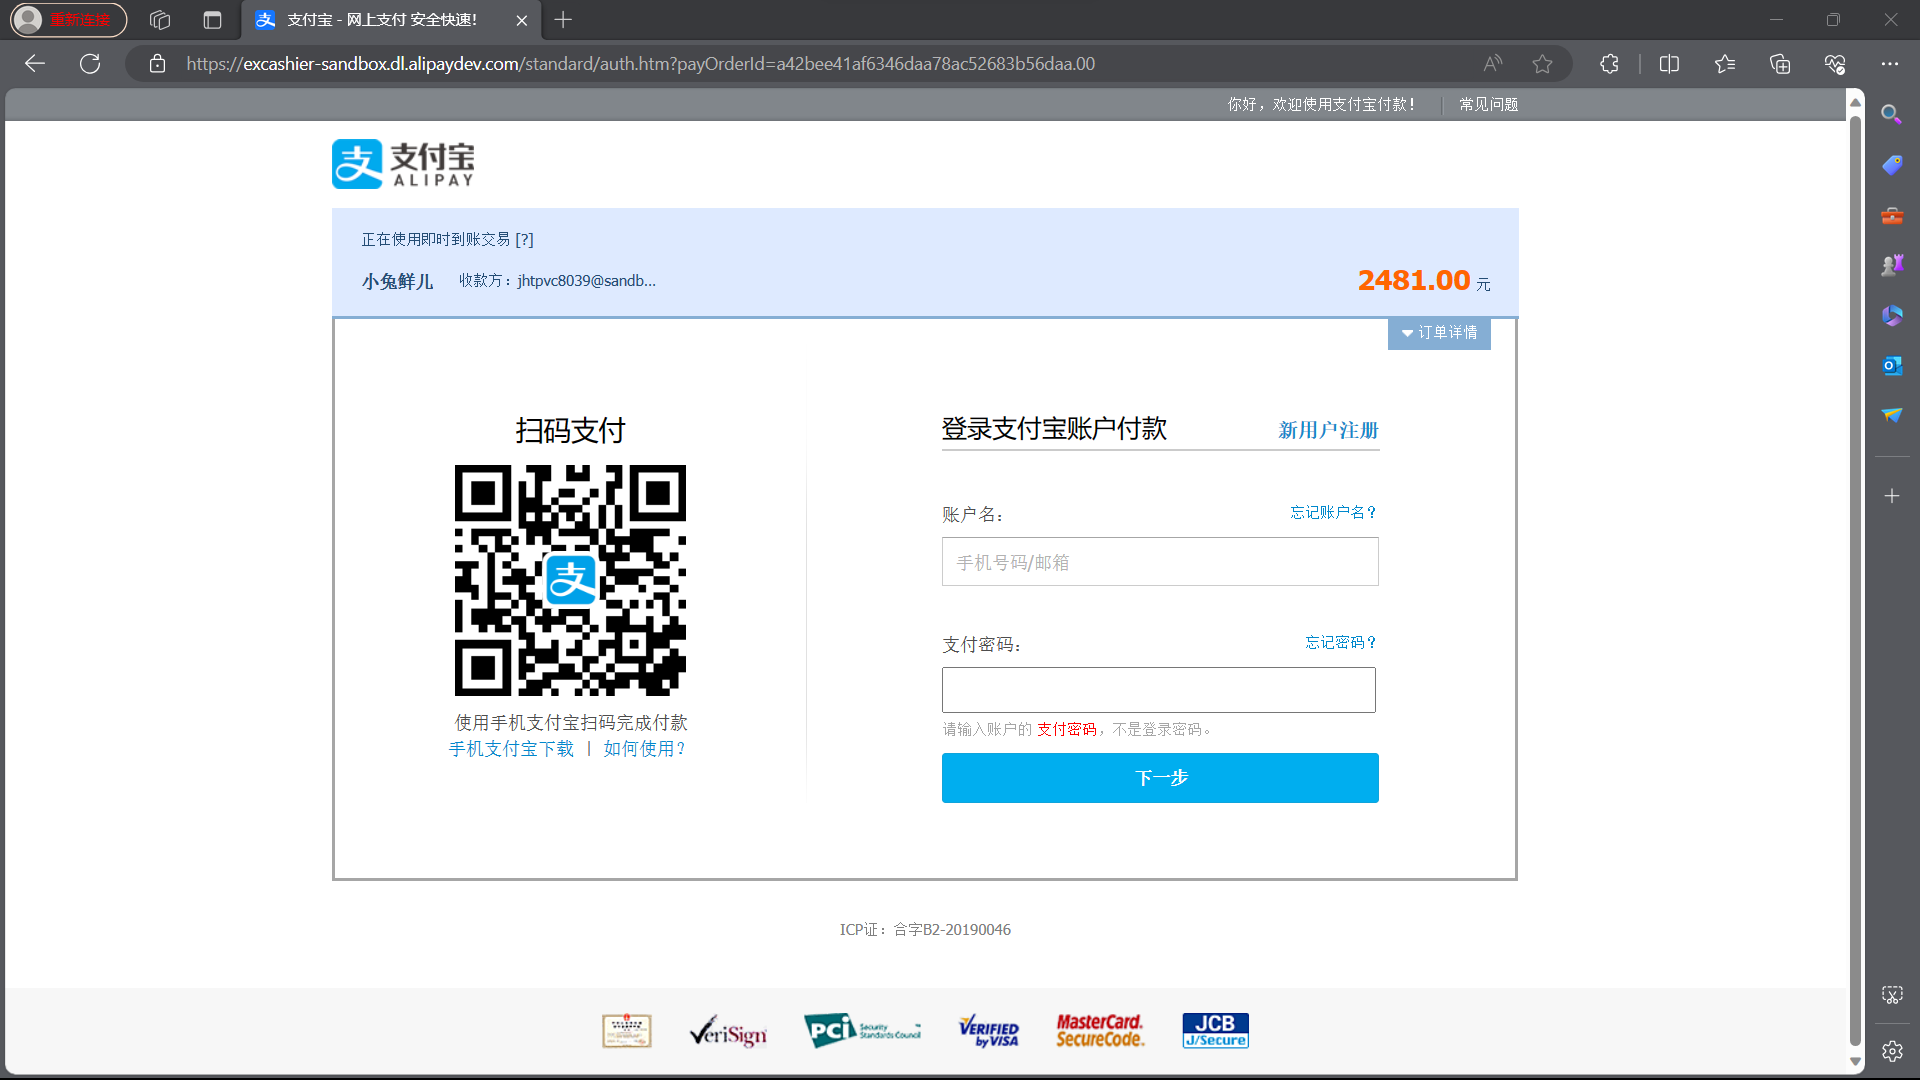 重新连接
支付宝 - 网上支付 安全快速！
https://excashier-sandbox.dl.alipaydev.com/standard/auth.htm?payOrderId=a42bee41af6346daa78ac52683b56daa.00
你好，欢迎使用支付宝付款！
常见问题
支付宝
ALIPAY
正在使用即时到账交易 [?]
小兔鲜儿 收款方：jhtpvc8039@sandb...
2481.00 元
订单详情
扫码支付
支
使用手机支付宝扫码完成付款
手机支付宝下载 | 如何使用？
登录支付宝账户付款
新用户注册
账户名：
忘记账户名？
手机号码/邮箱
支付密码：
忘记密码？
请输入账户的 支付密码，不是登录密码。
下一步
ICP证：合字B2-20190046
VeriSign
PCI Security Standards Council
VERIFIED by VISA
MasterCard. SecureCode.
JCB J/Secure